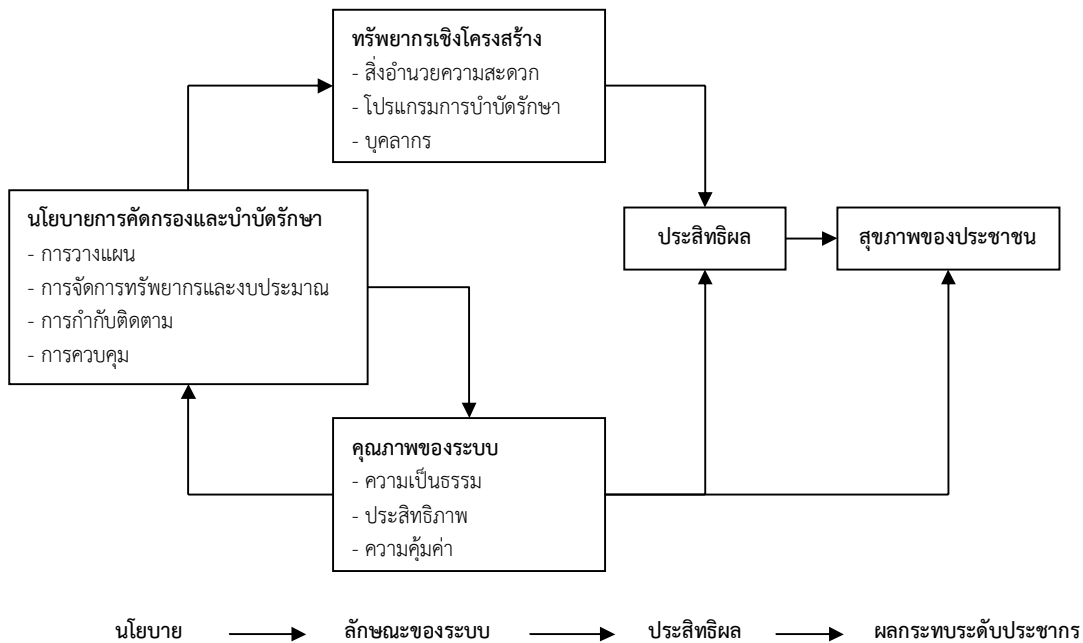 ทรัพยากรเชิงโครงสร้าง
- สิ่งอำนวยความสะดวก
- โปรแกรมการบำบัดรักษา
- บุคลากร
นโยบายการคัดกรองและบำบัดรักษา
- การวางแผน
- การจัดการทรัพยากรและงบประมาณ
- การกำกับติดตาม
- การควบคุม
ประสิทธิผล
สุขภาพของประชาชน
คุณภาพของระบบ
- ความเป็นธรรม
- ประสิทธิภาพ
- ความคุ้มค่า
นโยบาย ลักษณะของระบบ ประสิทธิผล ผลกระทบระดับประชากร